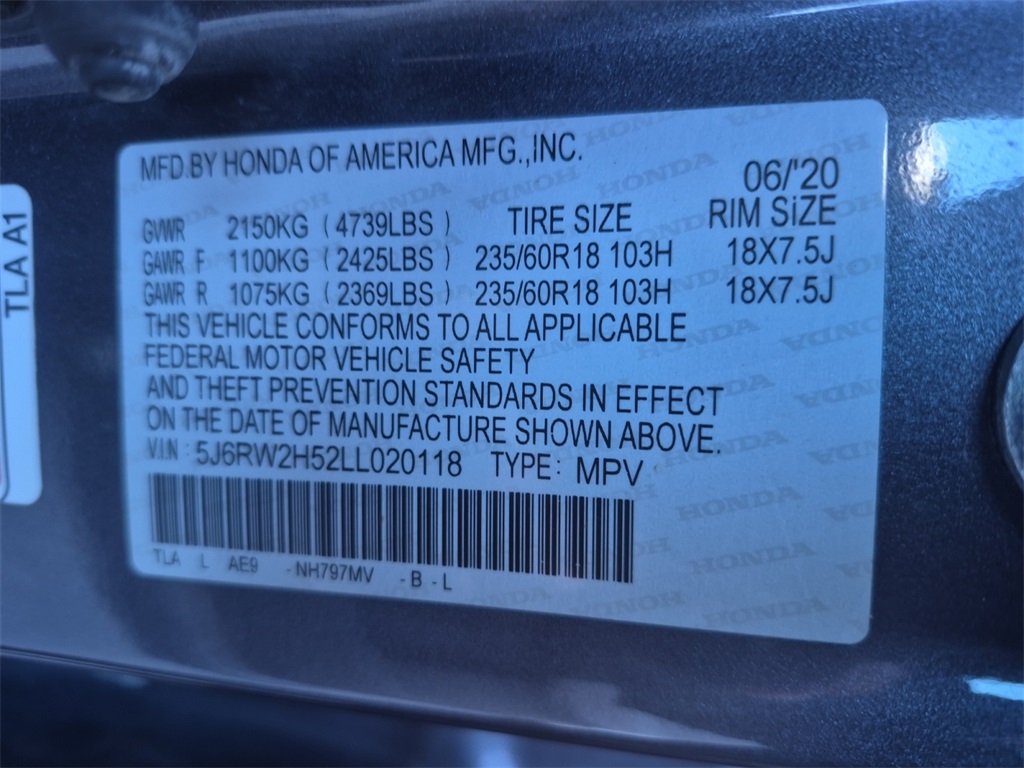 MFD.BY HONDA OF AMERICA MFG.,INC.
06/'20
GVWR 2150KG ( 4739LBS ) TIRE SIZE RIM SIZE
GAWR F 1100KG ( 2425LBS ) 235/60R18 103H 18X7.5J
GAWR R 1075KG ( 2369LBS ) 235/60R18 103H 18X7.5J
THIS VEHICLE CONFORMS TO ALL APPLICABLE
FEDERAL MOTOR VEHICLE SAFETY
AND THEFT PREVENTION STANDARDS IN EFFECT
ON THE DATE OF MANUFACTURE SHOWN ABOVE.
VIN: 5J6RW2H52LL020118 TYPE: MPV
TLA L AE9 -NH797MV -B-L
TLA A1